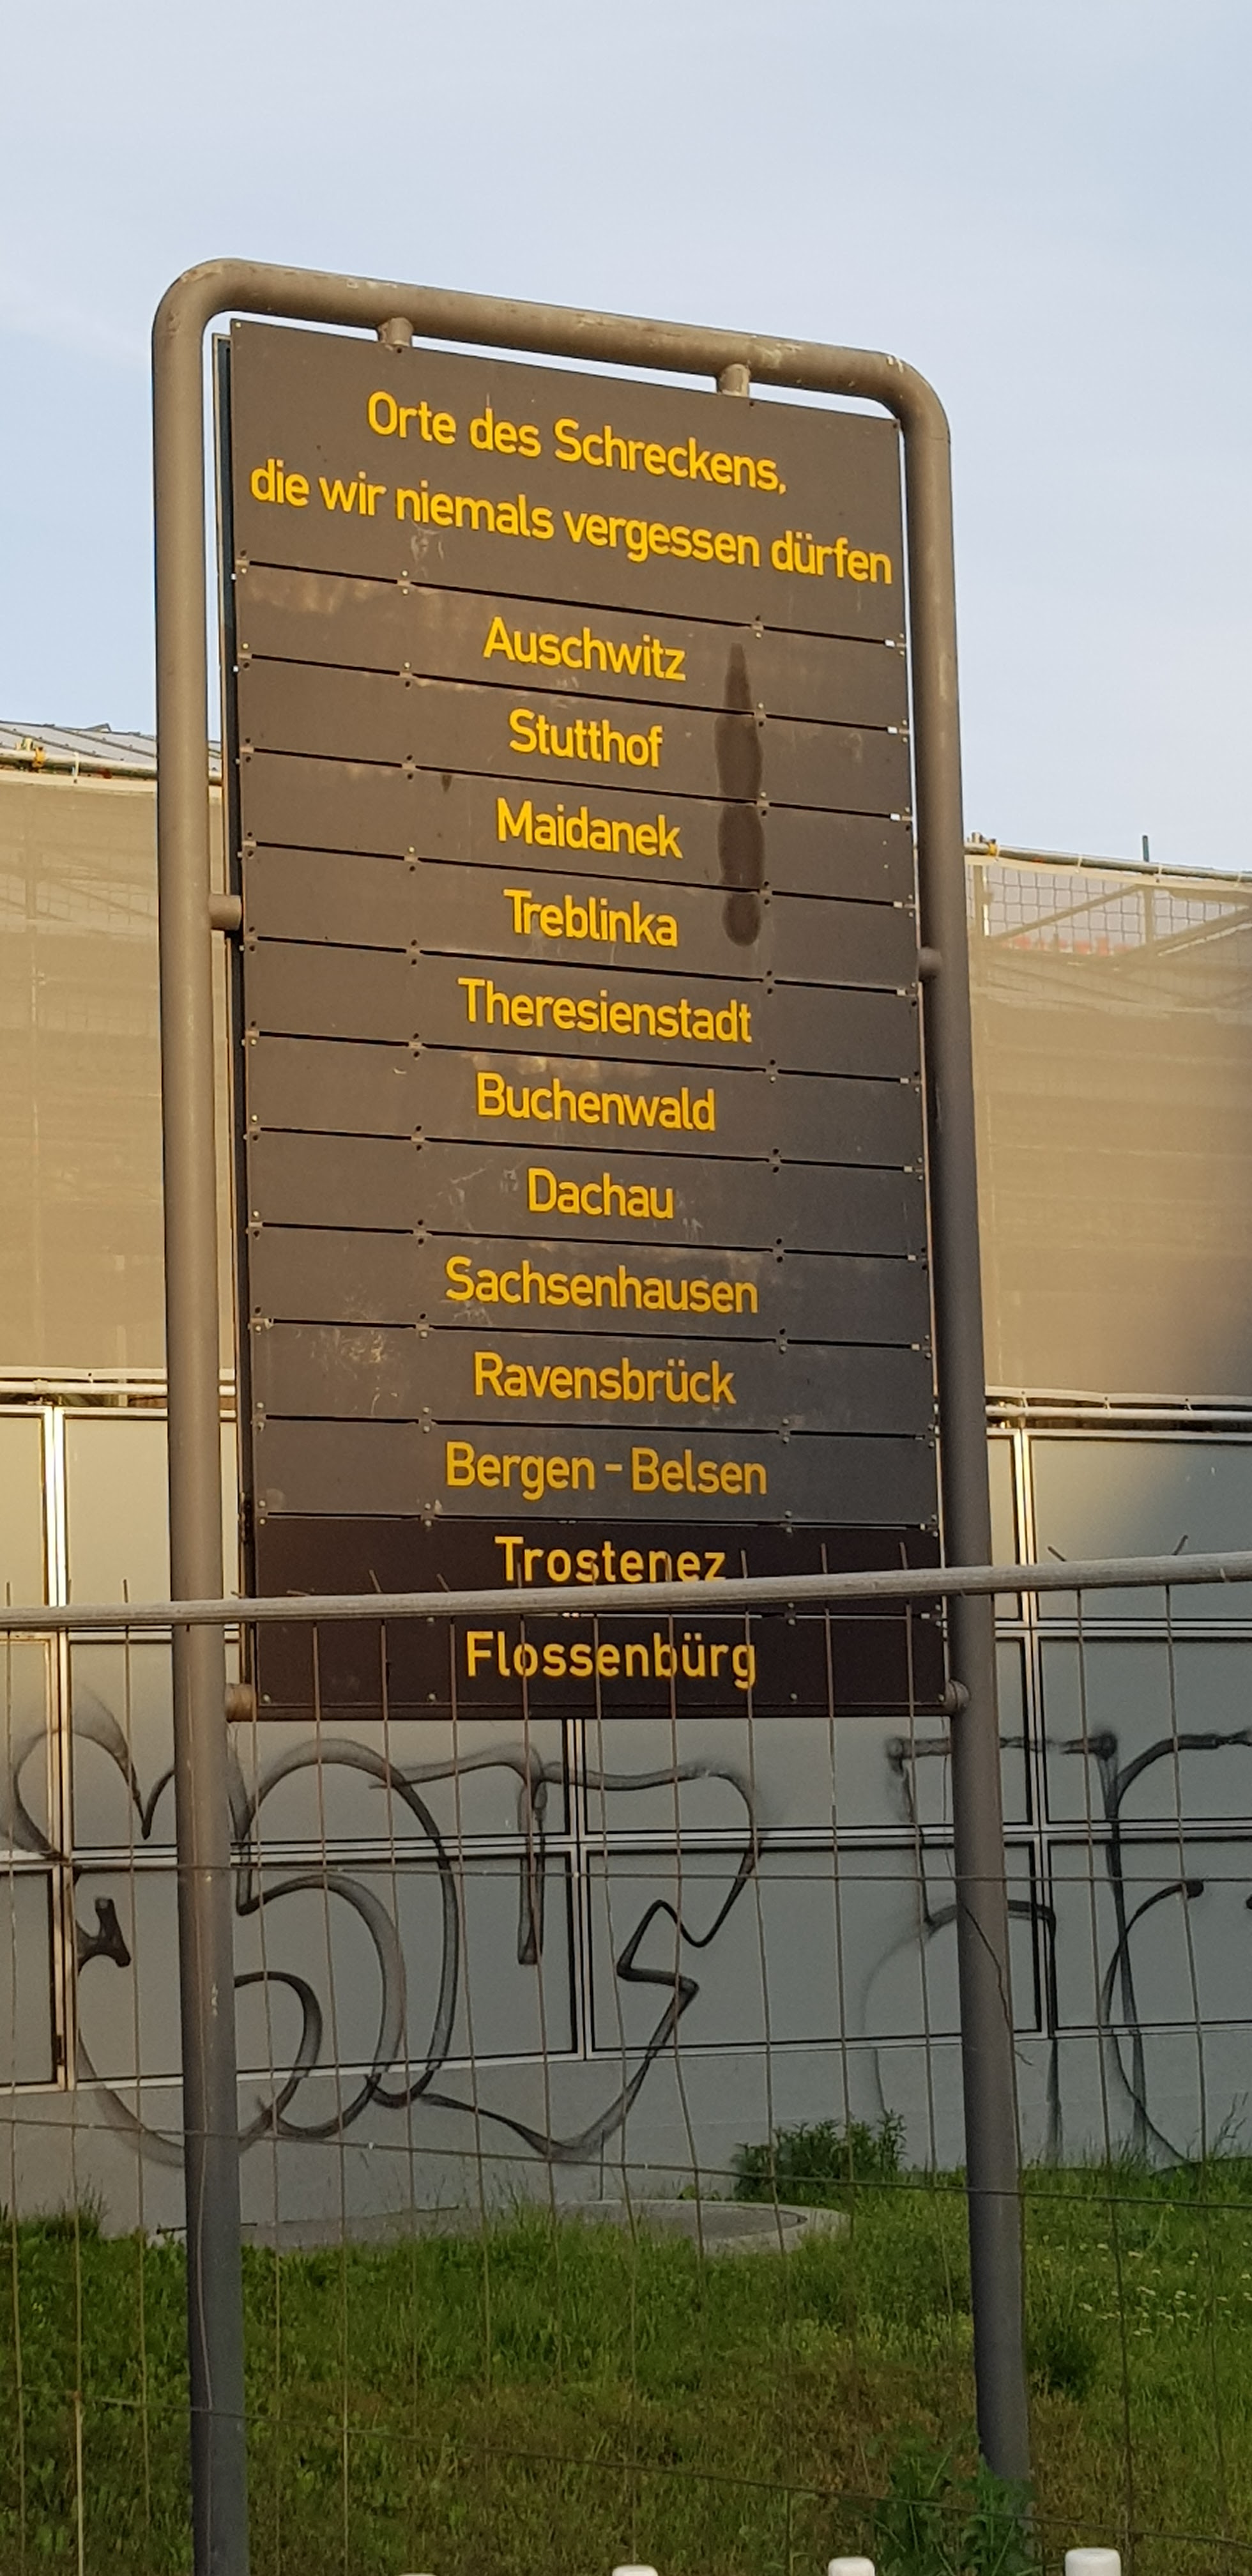 Orte des Schreckens,
die wir niemals vergessen dürfen
Auschwitz
Stutthof
Maidanek
Treblinka
Theresienstadt
Buchenwald
Dachau
Sachsenhausen
Ravensbrück
Bergen-Belsen
Trostenez
Flossenbürg